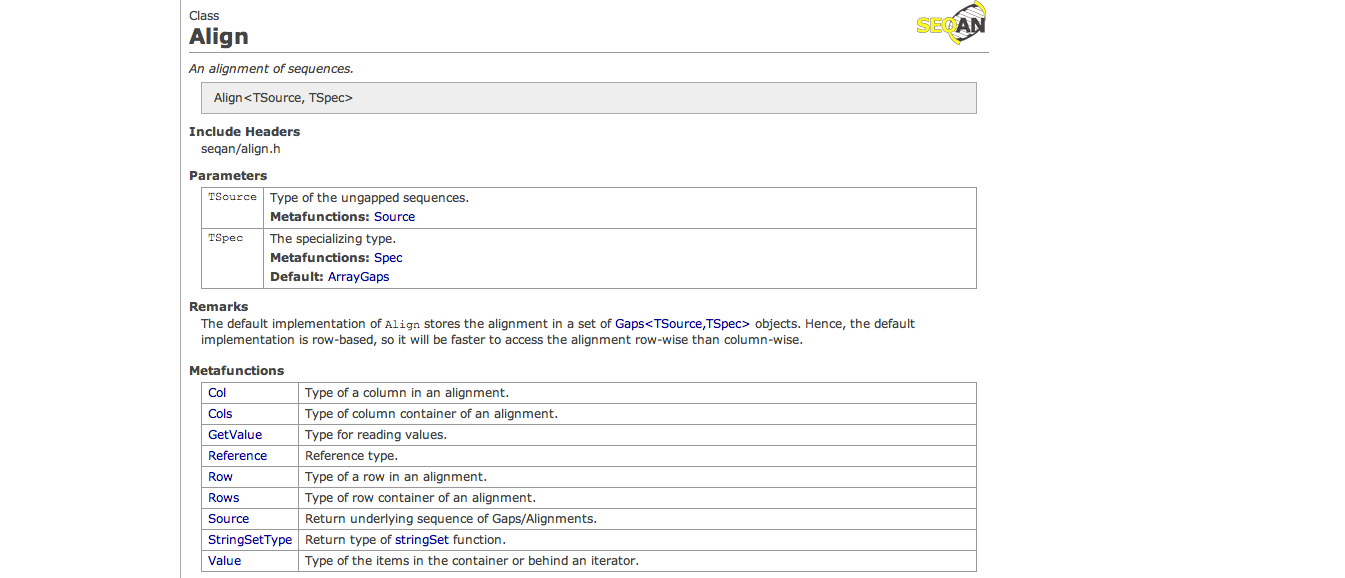 Class
Align
SEQAN
An alignment of sequences.
Align<TSource, TSpec>
Include Headers
seqan/align.h
Parameters
TSource Type of the ungapped sequences.
Metafunctions: Source
TSpec The specializing type.
Metafunctions: Spec
Default: ArrayGaps
Remarks
The default implementation of Align stores the alignment in a set of Gaps<TSource,TSpec> objects. Hence, the default
implementation is row-based, so it will be faster to access the alignment row-wise than column-wise.
Metafunctions
Col Type of a column in an alignment.
Cols Type of column container of an alignment.
GetValue Type for reading values.
Reference Reference type.
Row Type of a row in an alignment.
Rows Type of row container of an alignment.
Source Return underlying sequence of Gaps/Alignments.
StringSetType Return type of stringSet function.
Value Type of the items in the container or behind an iterator.